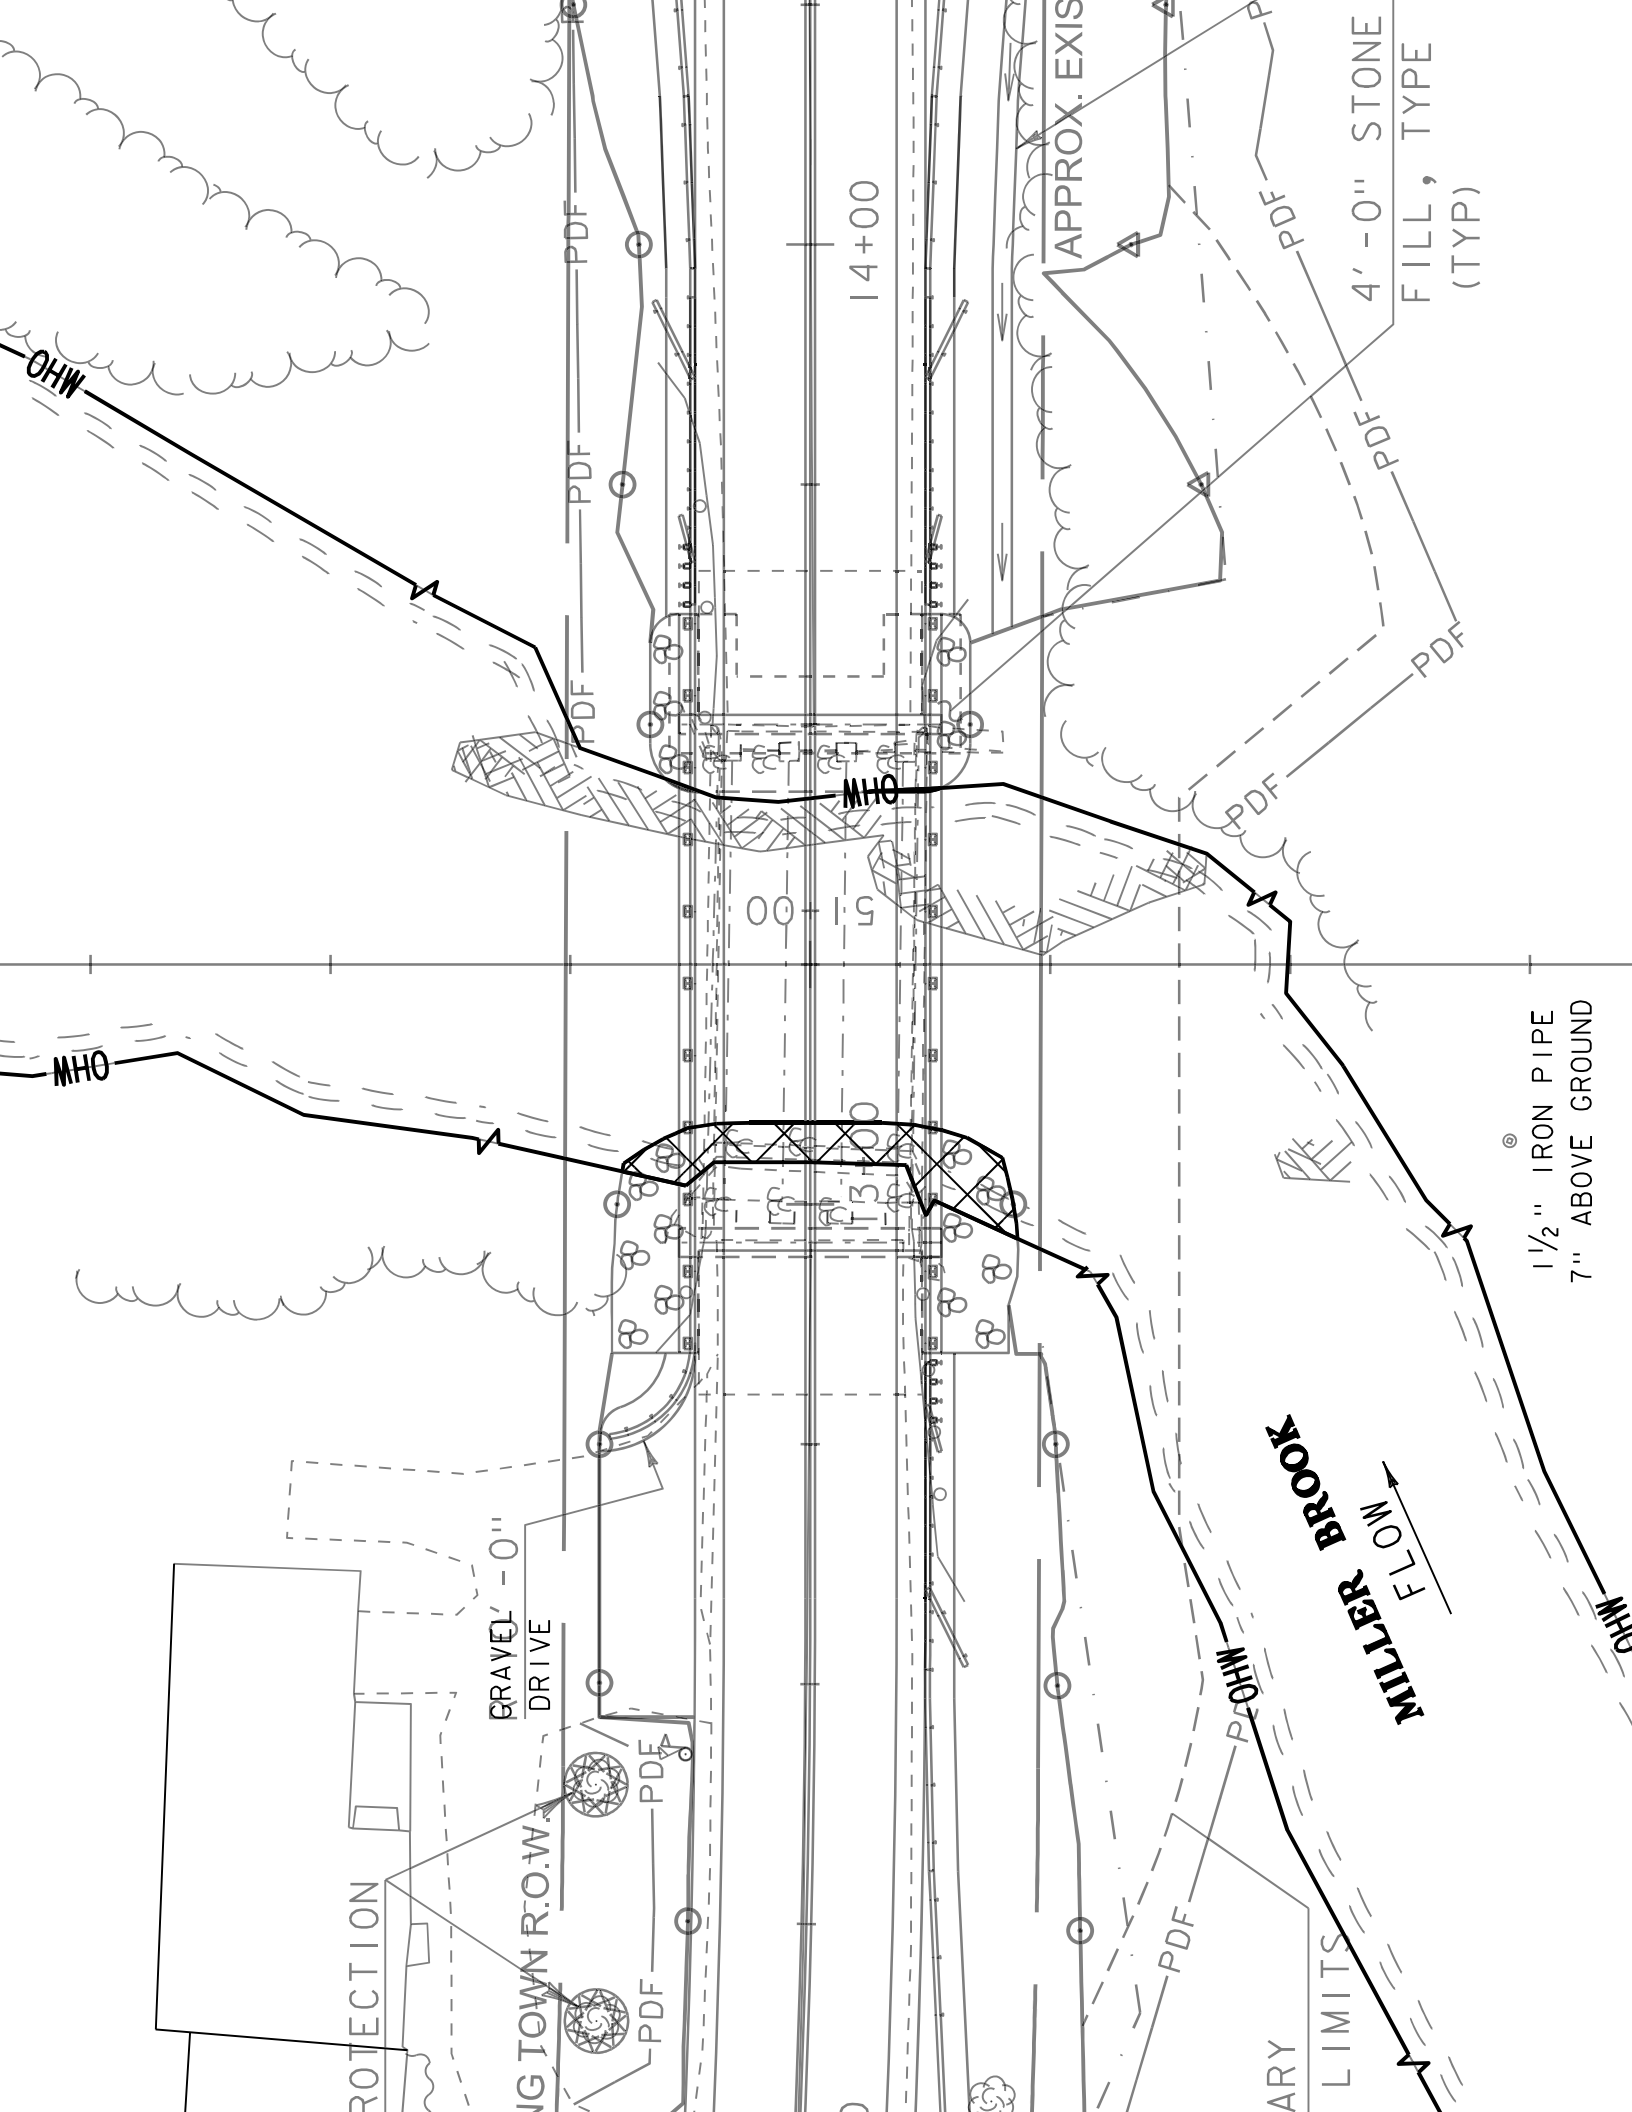 APPROX. EXIS
4'-0" STONE
FILL, TYPE
(TYP)
14+00
PDF
PDF
PDF
PDF
PDF
PDF
PDF
OHW
OHW
OHW
51+00
13+00
1½" IRON PIPE
7" ABOVE GROUND
MILLER BROOK
FLOW
OHW
OHW
GRAVEL
DRIVE
PDF
PDF
PDF
NG TOWN R.O.W.
ROTECTION
ARY
LIMITS